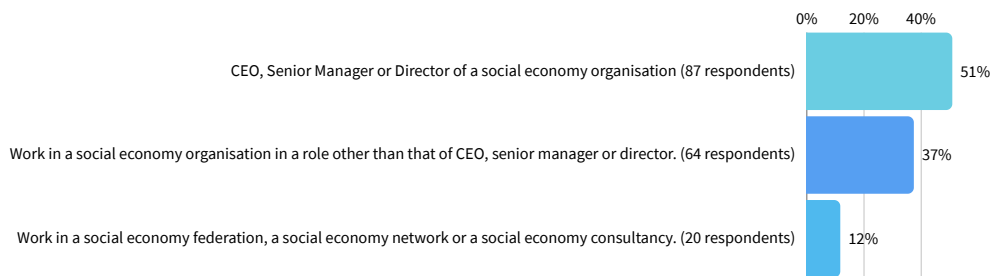 0% 20% 40%
CEO, Senior Manager or Director of a social economy organisation (87 respondents) 51%
Work in a social economy organisation in a role other than that of CEO, senior manager or director. (64 respondents) 37%
Work in a social economy federation, a social economy network or a social economy consultancy. (20 respondents) 12%